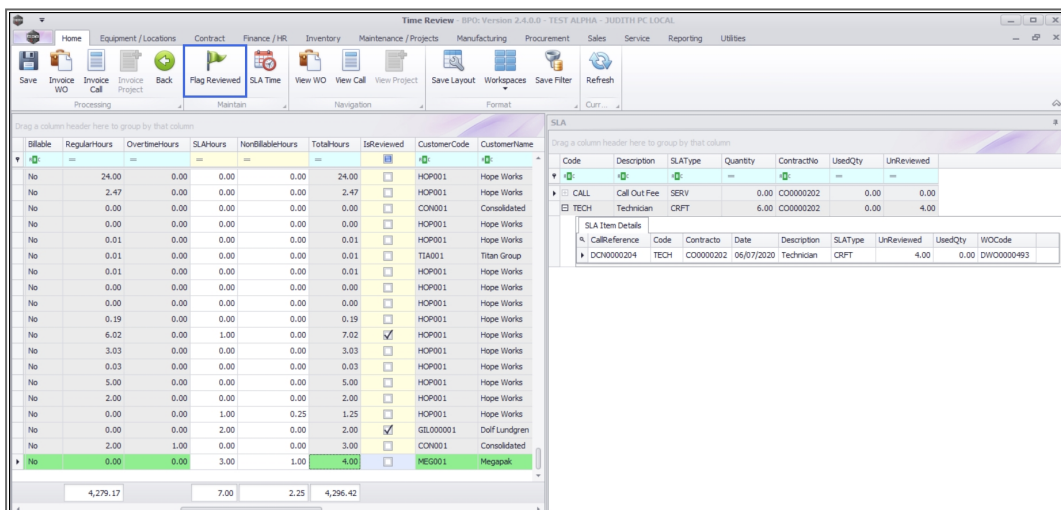 Time Review - BPO: Version 2.4.0.0 - TEST ALPHA - JUDITH PC LOCAL
Home Equipment / Locations Contract Finance / HR Inventory Maintenance / Projects Manufacturing Procurement Sales Service Reporting Utilities
Save Invoice WO Invoice Call Invoice Project Back Flag Reviewed SLA Time View WO View Call View Project Save Layout Workspaces Save Filter Refresh
Processing Maintain Navigation Format Curr...
Drag a column header here to group by that column
Billable RegularHours OvertimeHours SLAHours NonBillableHours TotalHours IsReviewed CustomerCode CustomerName
= = = = =
No 24.00 0.00 0.00 0.00 24.00 HOP001 Hope Works
No 2.47 0.00 0.00 0.00 2.47 HOP001 Hope Works
No 0.00 0.00 0.00 0.00 0.00 CON001 Consolidated
No 0.00 0.00 0.00 0.00 0.00 HOP001 Hope Works
No 0.01 0.00 0.00 0.00 0.01 HOP001 Hope Works
No 0.01 0.00 0.00 0.00 0.01 TIA001 Titan Group
No 0.01 0.00 0.00 0.00 0.01 HOP001 Hope Works
No 0.00 0.00 0.00 0.00 0.00 HOP001 Hope Works
No 0.19 0.00 0.00 0.00 0.19 HOP001 Hope Works
No 6.02 0.00 1.00 0.00 7.02 HOP001 Hope Works
No 3.03 0.00 0.00 0.00 3.03 HOP001 Hope Works
No 0.03 0.00 0.00 0.00 0.03 HOP001 Hope Works
No 5.00 0.00 0.00 0.00 5.00 HOP001 Hope Works
No 2.00 0.00 0.00 0.00 2.00 HOP001 Hope Works
No 0.00 0.00 1.00 0.25 1.25 HOP001 Hope Works
No 0.00 0.00 2.00 0.00 2.00 GIL000001 Dolf Lundgren
No 2.00 1.00 0.00 0.00 3.00 CON001 Consolidated
No 0.00 0.00 3.00 1.00 4.00 MEG001 Megapak
4,279.17 7.00 2.25 4,296.42
SLA
Drag a column header here to group by that column
Code Description SLAType Quantity ContractNo UsedQty UnReviewed
= = =
CALL Call Out Fee SERV 0.00 CO0000202 0.00 0.00
TECH Technician CRFT 6.00 CO0000202 0.00 4.00
SLA Item Details
CallReference Code Contracto Date Description SLAType UnReviewed UsedQty WOCode
DCN0000204 TECH CO0000202 06/07/2020 Technician CRFT 4.00 0.00 DWO0000493